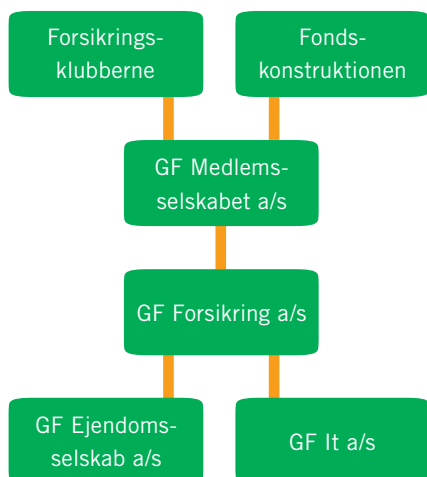 Forsikrings-
klubberne
Fonds-
konstruktionen
GF Medlems-
selskabet a/s
GF Forsikring a/s
GF Ejendoms-
selskab a/s
GF It a/s